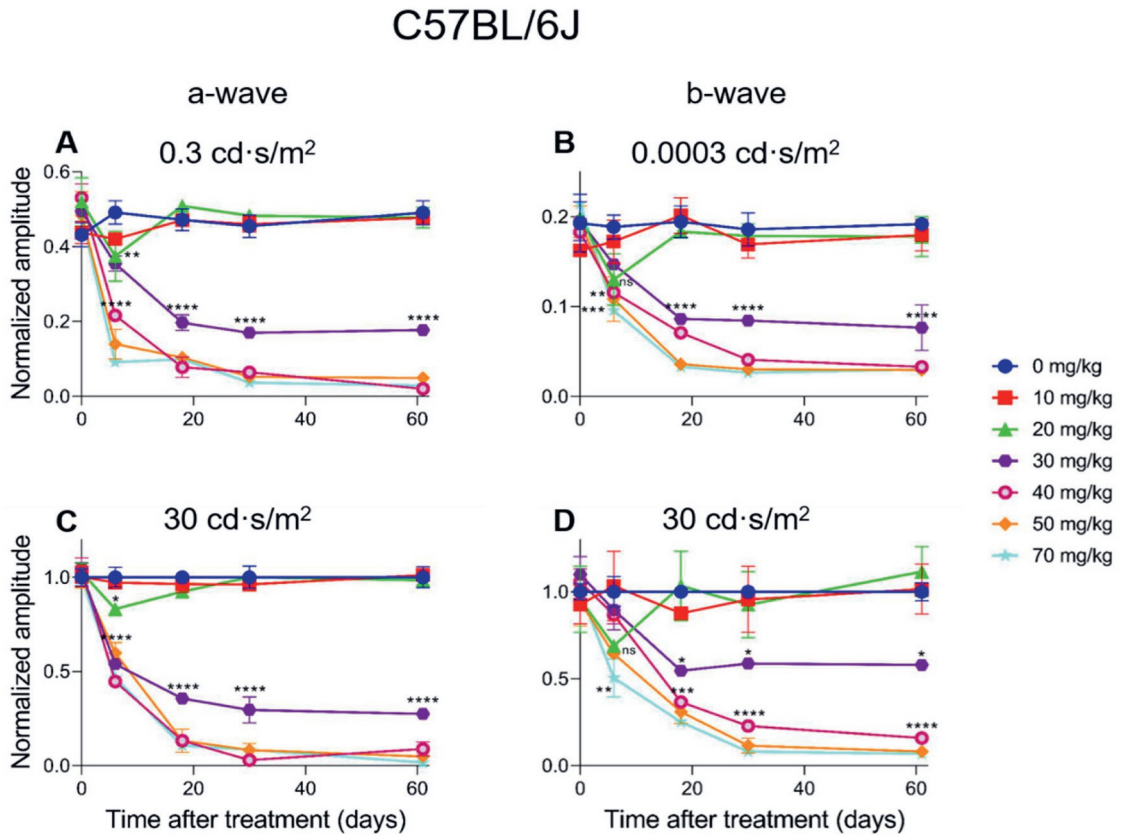 C57BL/6J
a-wave
b-wave
A
0.3 cd·s/m²
B
0.0003 cd·s/m²
Normalized amplitude
0.6
0.4
0.2
0.0
**
****
****
****
****
0 20 40 60
0.2
0.1
0.0
ns
**
***
****
****
****
0 20 40 60
0 mg/kg
10 mg/kg
20 mg/kg
30 mg/kg
40 mg/kg
50 mg/kg
70 mg/kg
C
30 cd·s/m²
D
30 cd·s/m²
Normalized amplitude
1.0
0.5
0.0
*
****
****
****
****
0 20 40 60
Time after treatment (days)
1.0
0.5
0.0
ns
**
*
*
*
***
****
****
0 20 40 60
Time after treatment (days)